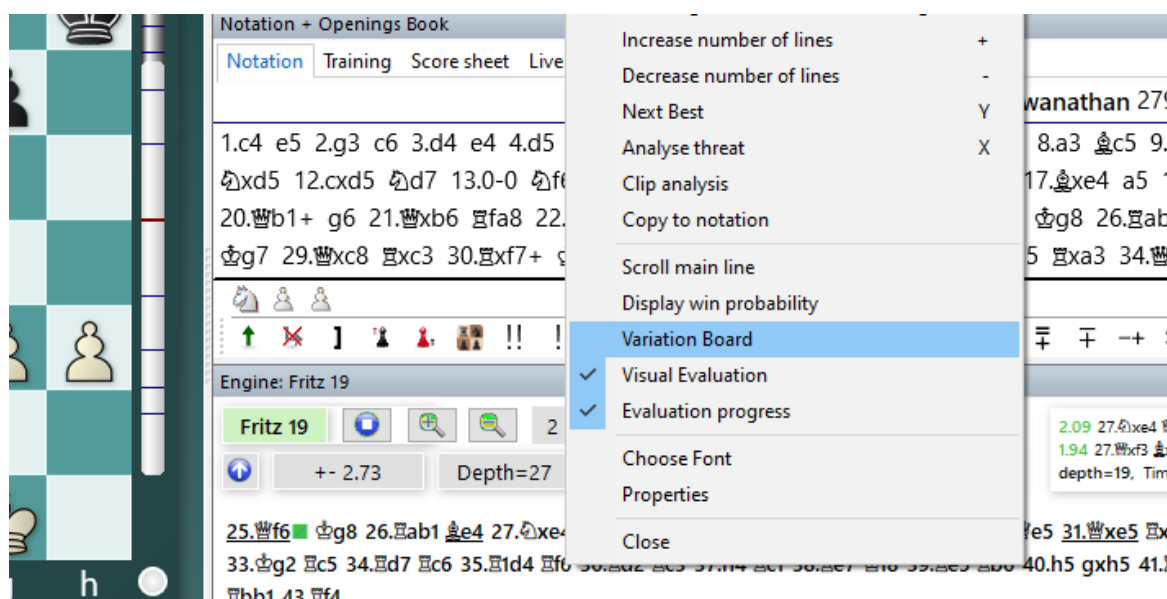 Notation + Openings Book
Notation Training Score sheet Live
wanathan 279
1.c4 e5 2.g3 c6 3.d4 e4 4.d5
8.a3 ♗c5 9.
♘xd5 12.cxd5 ♘d7 13.0-0 ♘f6
17.♗xe4 a5
20.♕b1+ g6 21.♕xb6 ♖fa8 22.
♔g8 26.♖ab
♔g7 29.♕xc8 ♖xc3 30.♖xf7+
5 ♖xa3 34.♕
] !! !
∓ −+
Engine: Fritz 19
Fritz 19 2
+- 2.73 Depth=27
2.09 27.♘xe4
1.94 27.♕xf3
depth=19, Tim
25.♕f6 ♔g8 26.♖ab1 ♗e4 27.♘xe4
e5 31.♕xe5 ♖x
33.♔g2 ♖c5 34.♖d7 ♖c6 35.♖1d4 ♖f6
40.h5 gxh5 41.
♖bb1 43.♖f4
h
Increase number of lines +
Decrease number of lines -
Next Best Y
Analyse threat X
Clip analysis
Copy to notation
Scroll main line
Display win probability
Variation Board
Visual Evaluation
Evaluation progress
Choose Font
Properties
Close